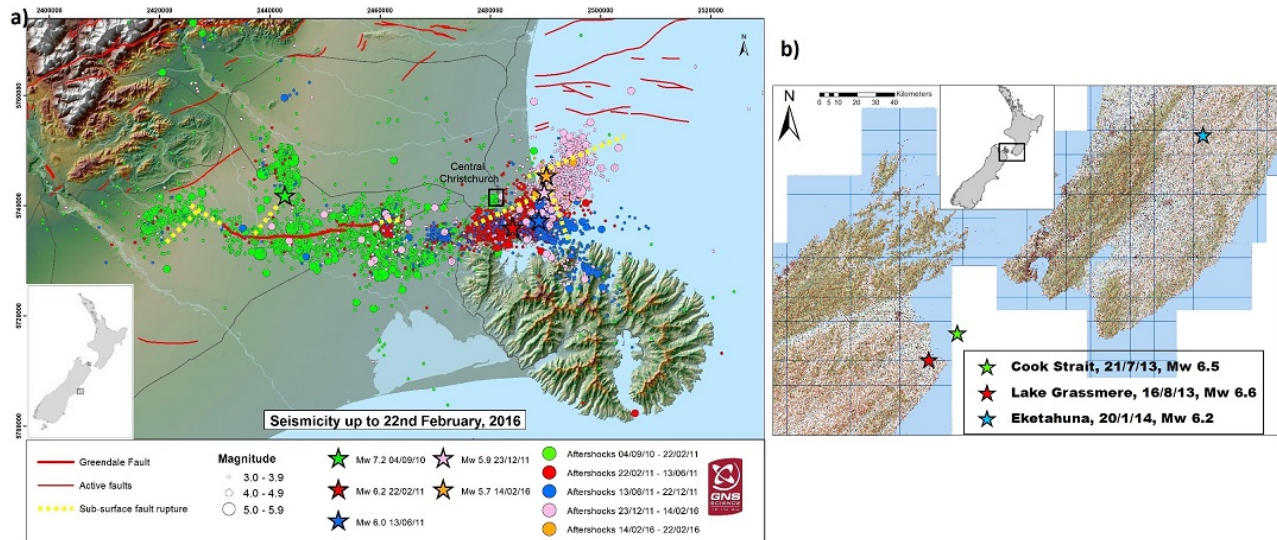 a)
2400000
2420000
2440000
2460000
2480000
2500000
2520000
N
5760000
5740000
5720000
5700000
Central
Christchurch
Seismicity up to 22nd February, 2016
Greendale Fault
Active faults
Sub-surface fault rupture
Magnitude
3.0 - 3.9
4.0 - 4.9
5.0 - 5.9
Mw 7.2 04/09/10
Mw 6.2 22/02/11
Mw 6.0 13/06/11
Mw 5.9 23/12/11
Mw 5.7 14/02/16
Aftershocks 04/09/10 - 22/02/11
Aftershocks 22/02/11 - 13/06/11
Aftershocks 13/06/11 - 22/12/11
Aftershocks 23/12/11 - 14/02/16
Aftershocks 14/02/16 - 22/02/16
GNS
SCIENCE
b)
N
Kilometers
0 5 10 20 30 40
Cook Strait, 21/7/13, Mw 6.5
Lake Grassmere, 16/8/13, Mw 6.6
Eketahuna, 20/1/14, Mw 6.2